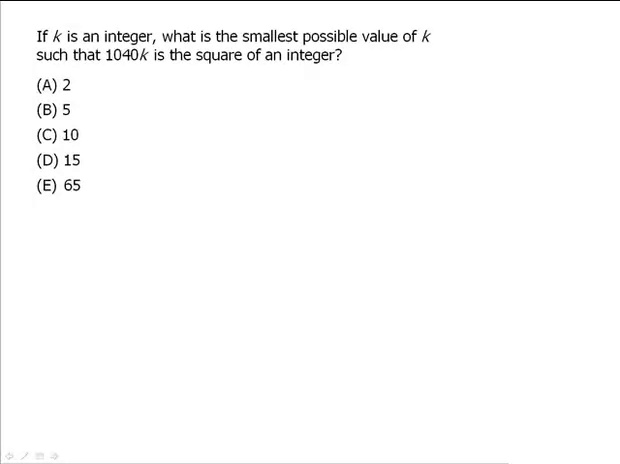 If k is an integer, what is the smallest possible value of k
such that 1040k is the square of an integer?
(A) 2
(B) 5
(C) 10
(D) 15
(E) 65